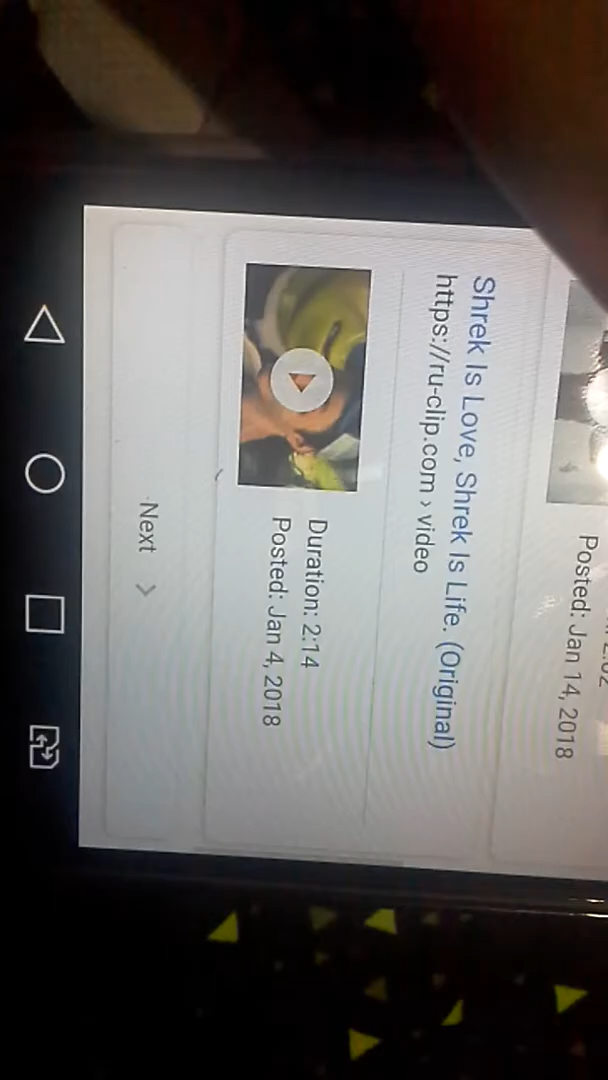 Posted: Jan 14, 2018
Shrek Is Love, Shrek Is Life. (Original)
https://ru-clip.com › video
Duration: 2:14
Posted: Jan 4, 2018
Next